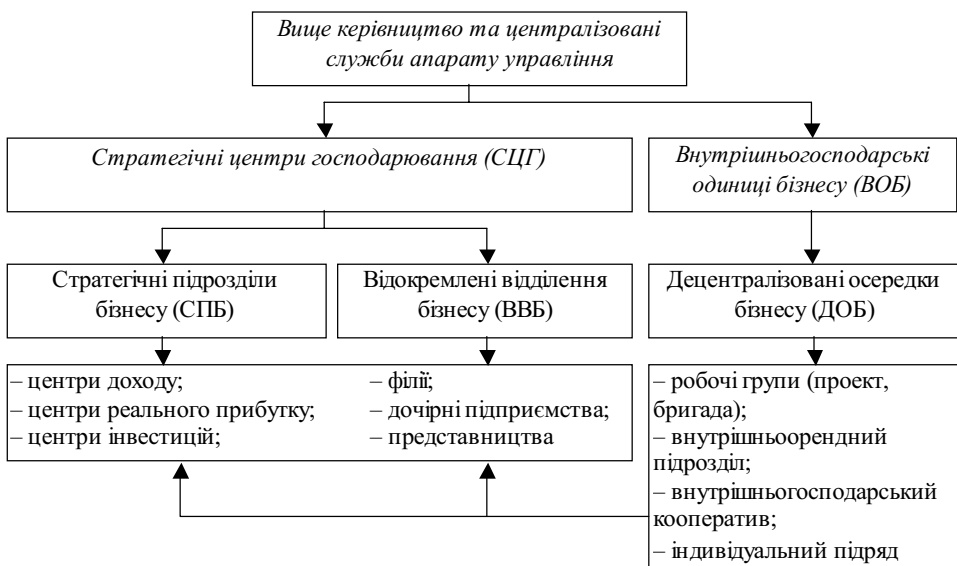 Вище керівництво та централізовані
служби апарату управління
Стратегічні центри господарювання (СЦГ)
Внутрішньогосподарські
одиниці бізнесу (ВОБ)
Стратегічні підрозділи
бізнесу (СПБ)
Відокремлені відділення
бізнесу (ВВБ)
Децентралізовані осередки
бізнесу (ДОБ)
– центри доходу;
– центри реального прибутку;
– центри інвестицій;
– філії;
– дочірні підприємства;
– представництва
– робочі групи (проект,
бригада);
– внутрішньоорендний
підрозділ;
– внутрішньогосподарський
кооператив;
– індивідуальний підряд